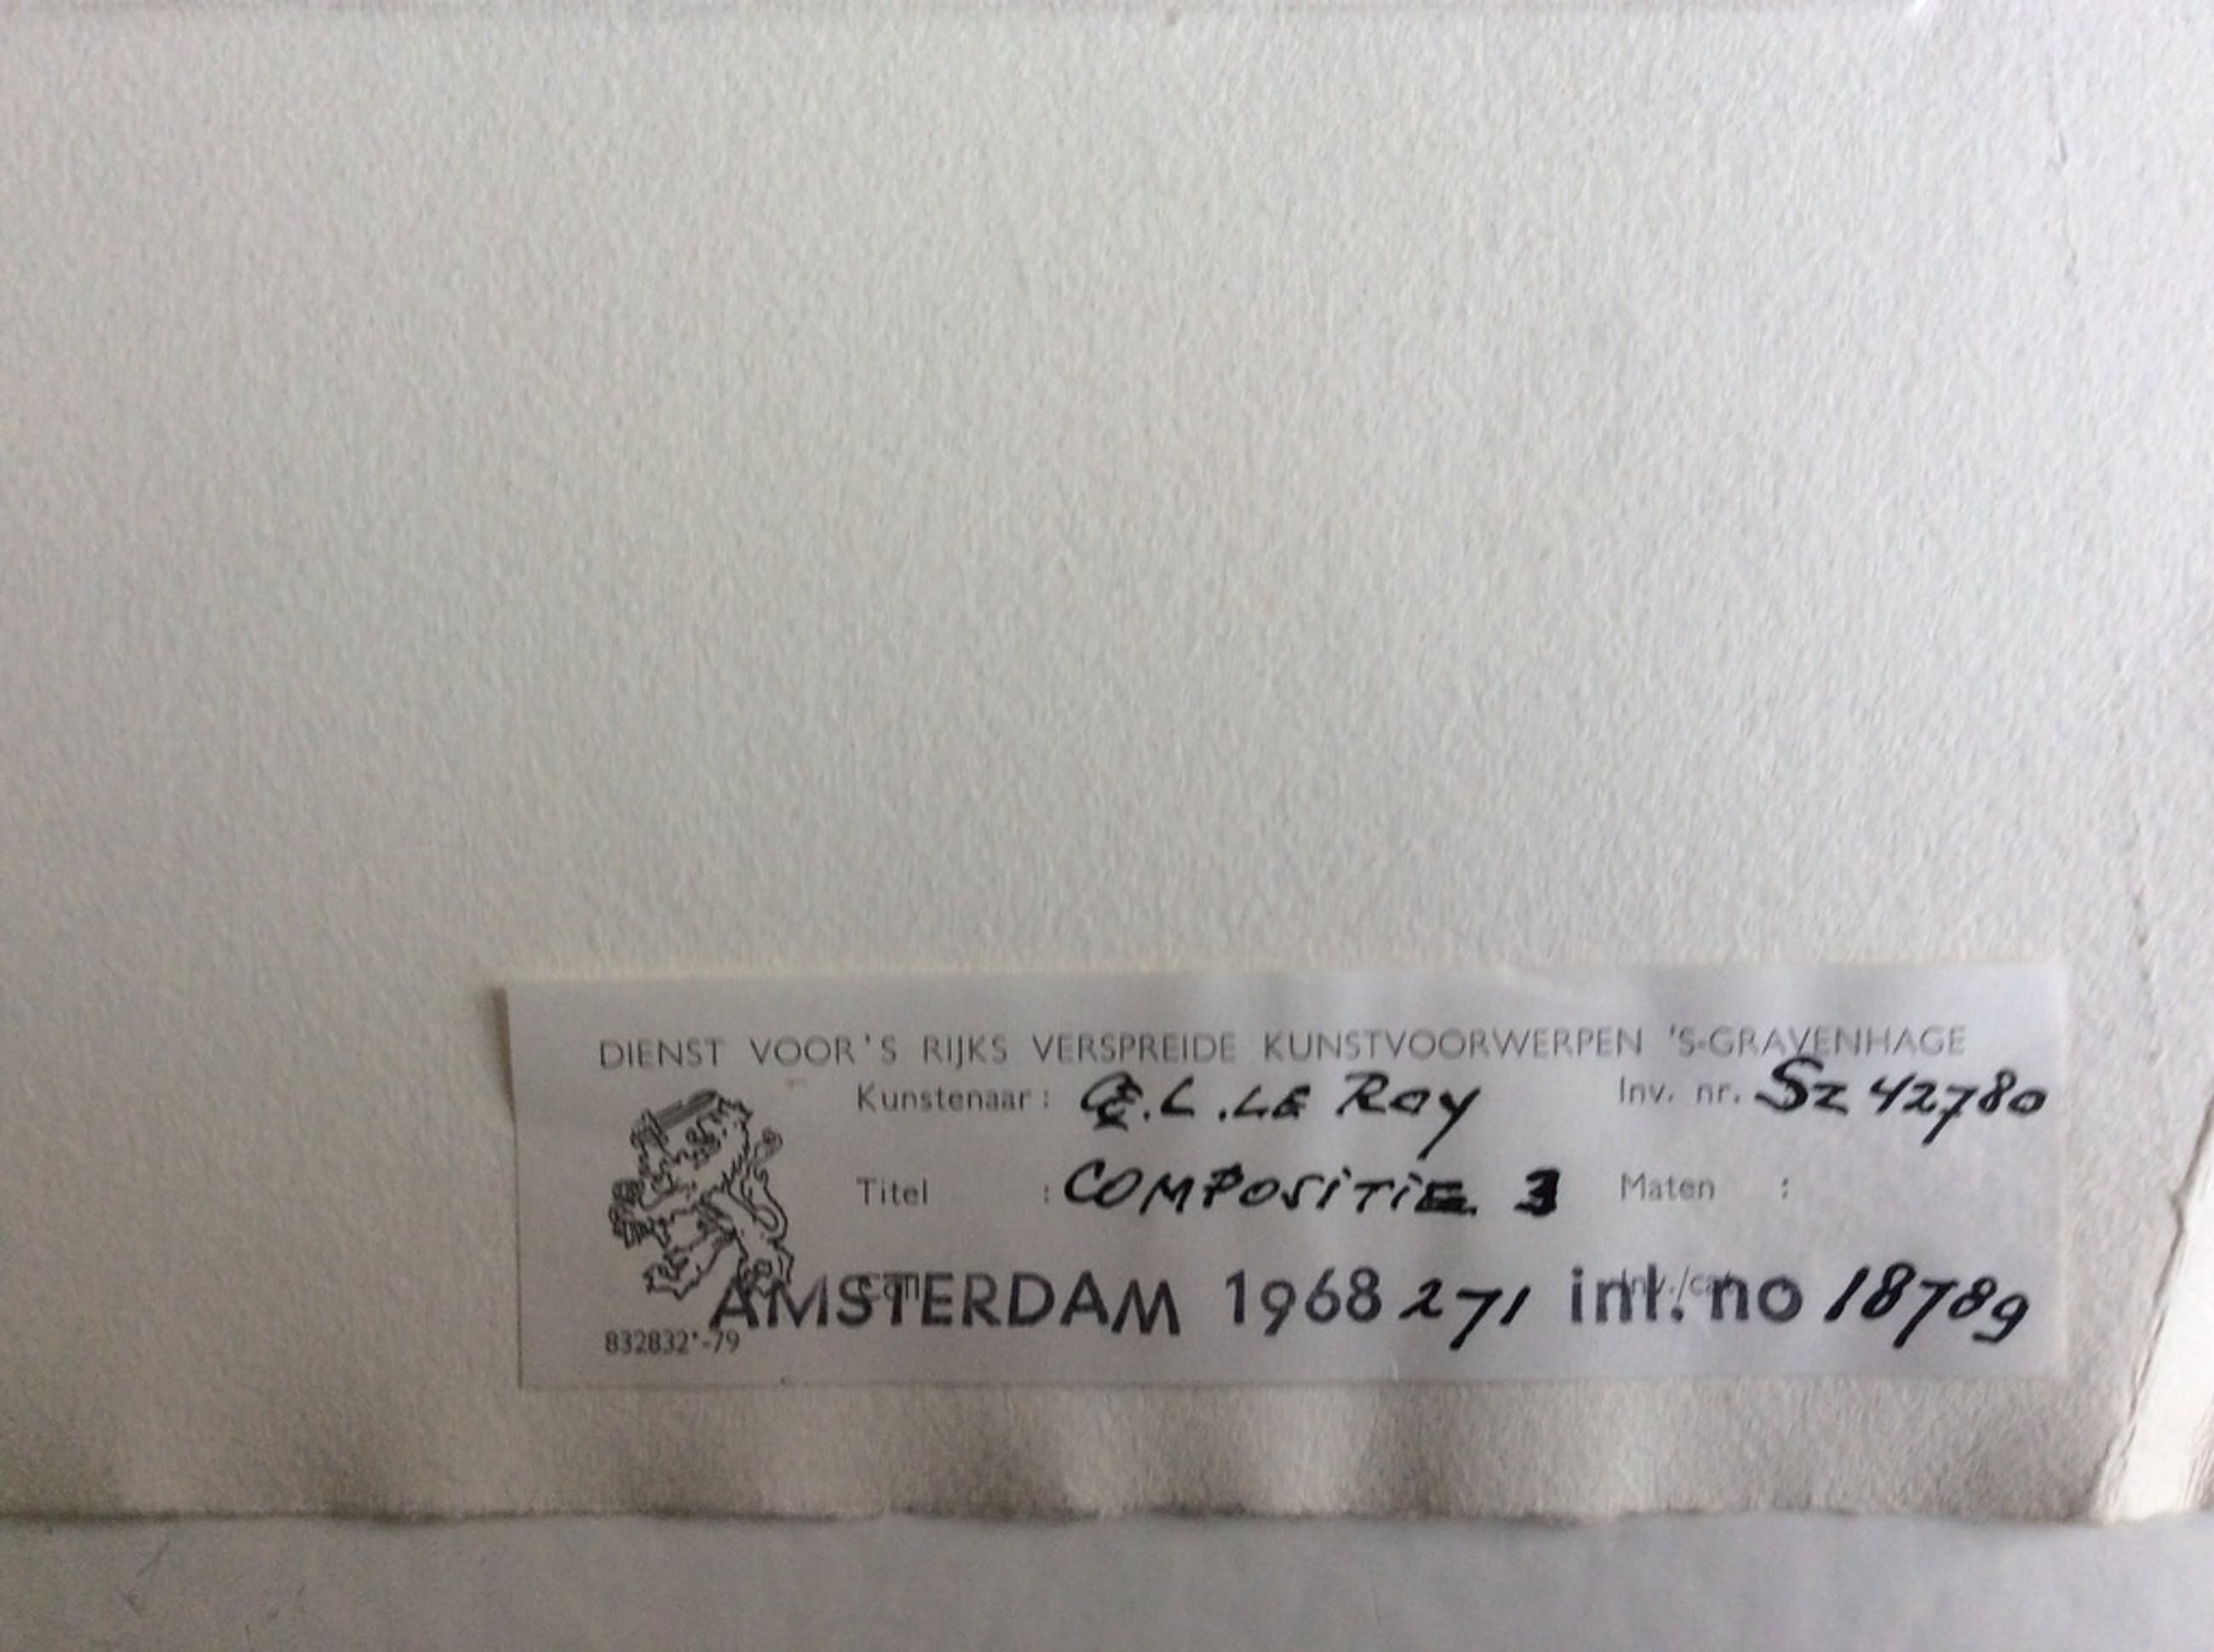 DIENST VOOR 'S RIJKS VERSPREIDE KUNSTVOORWERPEN 'S-GRAVENHAGE
Kunstenaar : L. LE ROY Inv. nr. SZ 42780
Titel : COMPOSITIE 3 Maten :
AMSTERDAM 1968 271 inl. no 18789
832832*-79